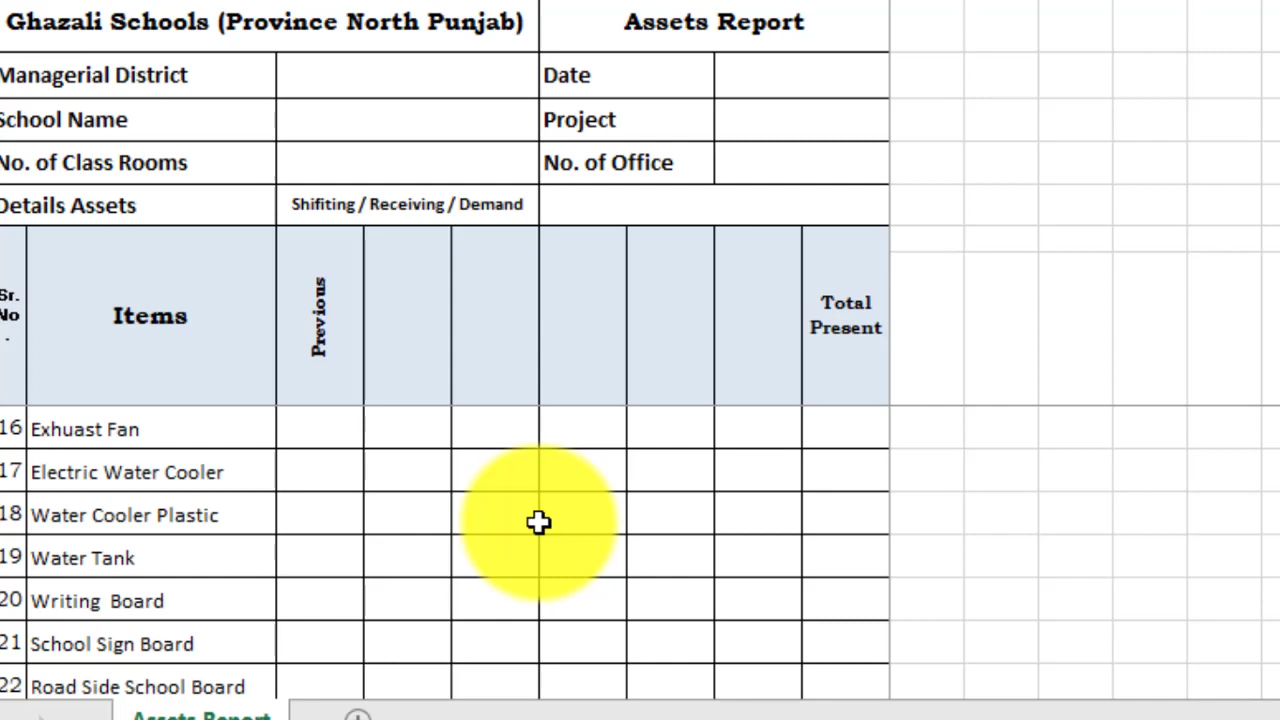 Ghazali Schools (Province North Punjab) Assets Report
Managerial District Date
School Name Project
No. of Class Rooms No. of Office
Details Assets Shifiting / Receiving / Demand
Sr. No . Items Previous Total Present
16 Exhuast Fan
17 Electric Water Cooler
18 Water Cooler Plastic
19 Water Tank
20 Writing Board
21 School Sign Board
22 Road Side School Board
Assets Report